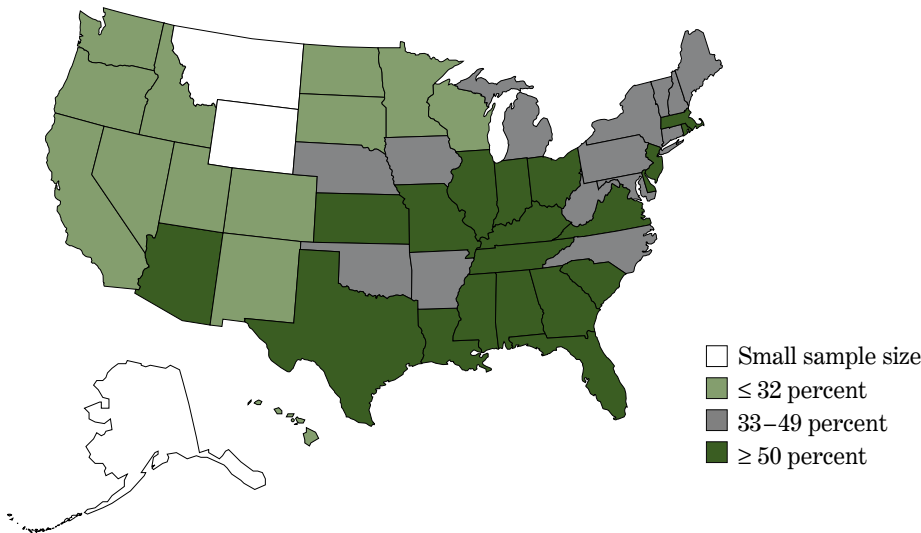 Small sample size
≤ 32 percent
33–49 percent
≥ 50 percent